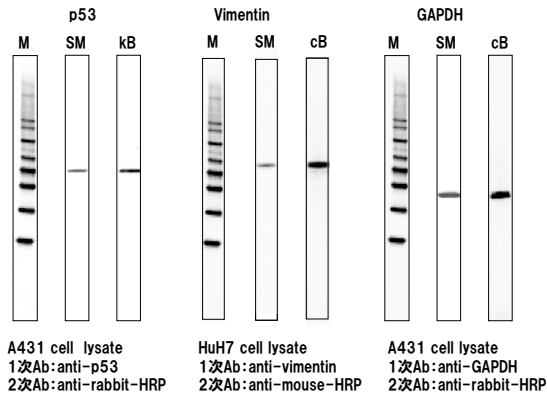 p53
Vimentin
GAPDH
M SM kB
M SM cB
M SM cB
A431 cell lysate
1次Ab:anti-p53
2次Ab:anti-rabbit-HRP
HuH7 cell lysate
1次Ab:anti-vimentin
2次Ab:anti-mouse-HRP
A431 cell lysate
1次Ab:anti-GAPDH
2次Ab:anti-rabbit-HRP